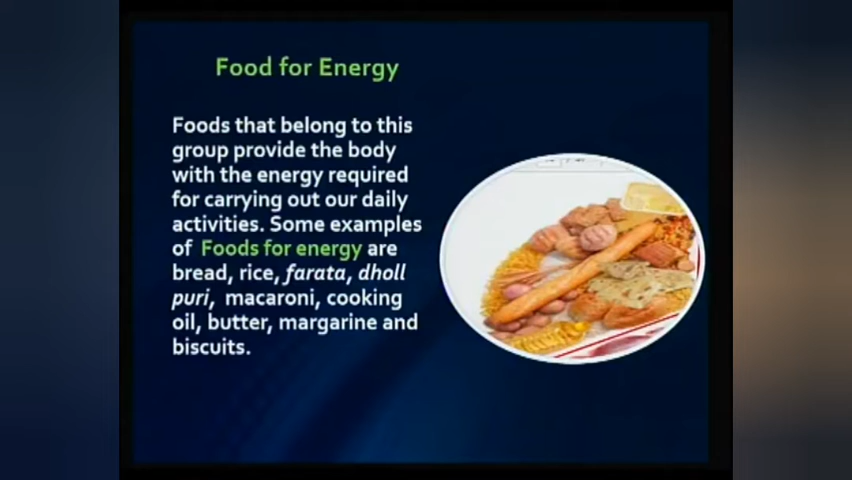 Food for Energy
Foods that belong to this
group provide the body
with the energy required
for carrying out our daily
activities. Some examples
of Foods for energy are
bread, rice, farata, dholl
puri, macaroni, cooking
oil, butter, margarine and
biscuits.